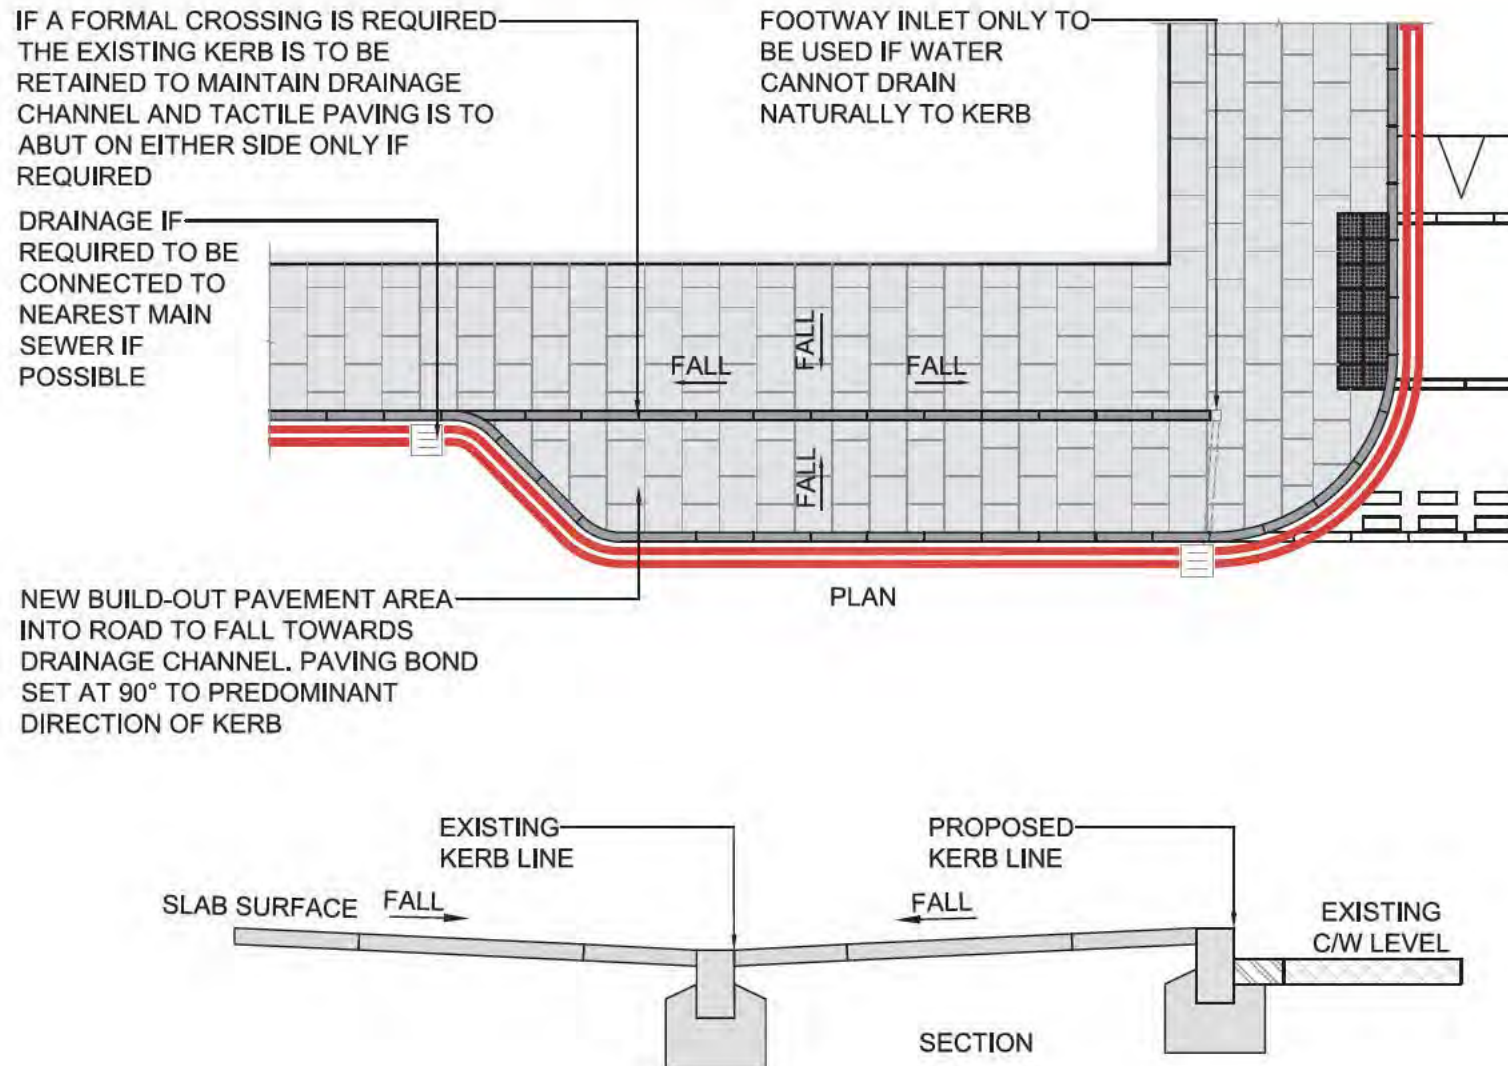 IF A FORMAL CROSSING IS REQUIRED
THE EXISTING KERB IS TO BE
RETAINED TO MAINTAIN DRAINAGE
CHANNEL AND TACTILE PAVING IS TO
ABUT ON EITHER SIDE ONLY IF
REQUIRED
FOOTWAY INLET ONLY TO
BE USED IF WATER
CANNOT DRAIN
NATURALLY TO KERB
DRAINAGE IF
REQUIRED TO BE
CONNECTED TO
NEAREST MAIN
SEWER IF
POSSIBLE
FALL
FALL
FALL
FALL
PLAN
NEW BUILD-OUT PAVEMENT AREA
INTO ROAD TO FALL TOWARDS
DRAINAGE CHANNEL. PAVING BOND
SET AT 90° TO PREDOMINANT
DIRECTION OF KERB
EXISTING
KERB LINE
PROPOSED
KERB LINE
SLAB SURFACE
FALL
FALL
EXISTING
C/W LEVEL
SECTION